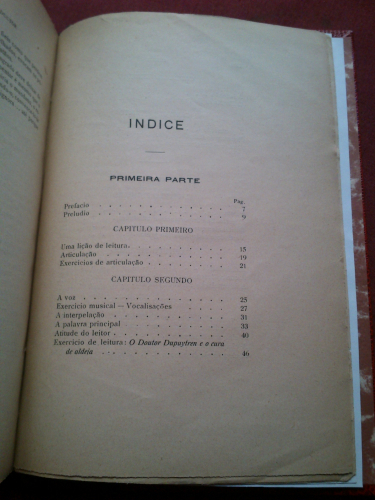 INDICE
PRIMEIRA PARTE
Pag.
Prefacio . . . . . . . . . . 7
Preludio . . . . . . . . . . 9
CAPITULO PRIMEIRO
Uma lição de leitura. . . . . . . . 15
Articulação . . . . . . . . . . 19
Exercicios de articulação . . . . . . . 21
CAPITULO SEGUNDO
A voz . . . . . . . . . . 25
Exercicio musical — Vocalisações . . . . . 27
A interpelação . . . . . . . . . 31
A palavra principal . . . . . . . . 33
Atitude do leitor . . . . . . . . . 40
Exercicio de leitura: O Doutor Dupuytren e o cura
de aldeia . . . . . . . . . 46